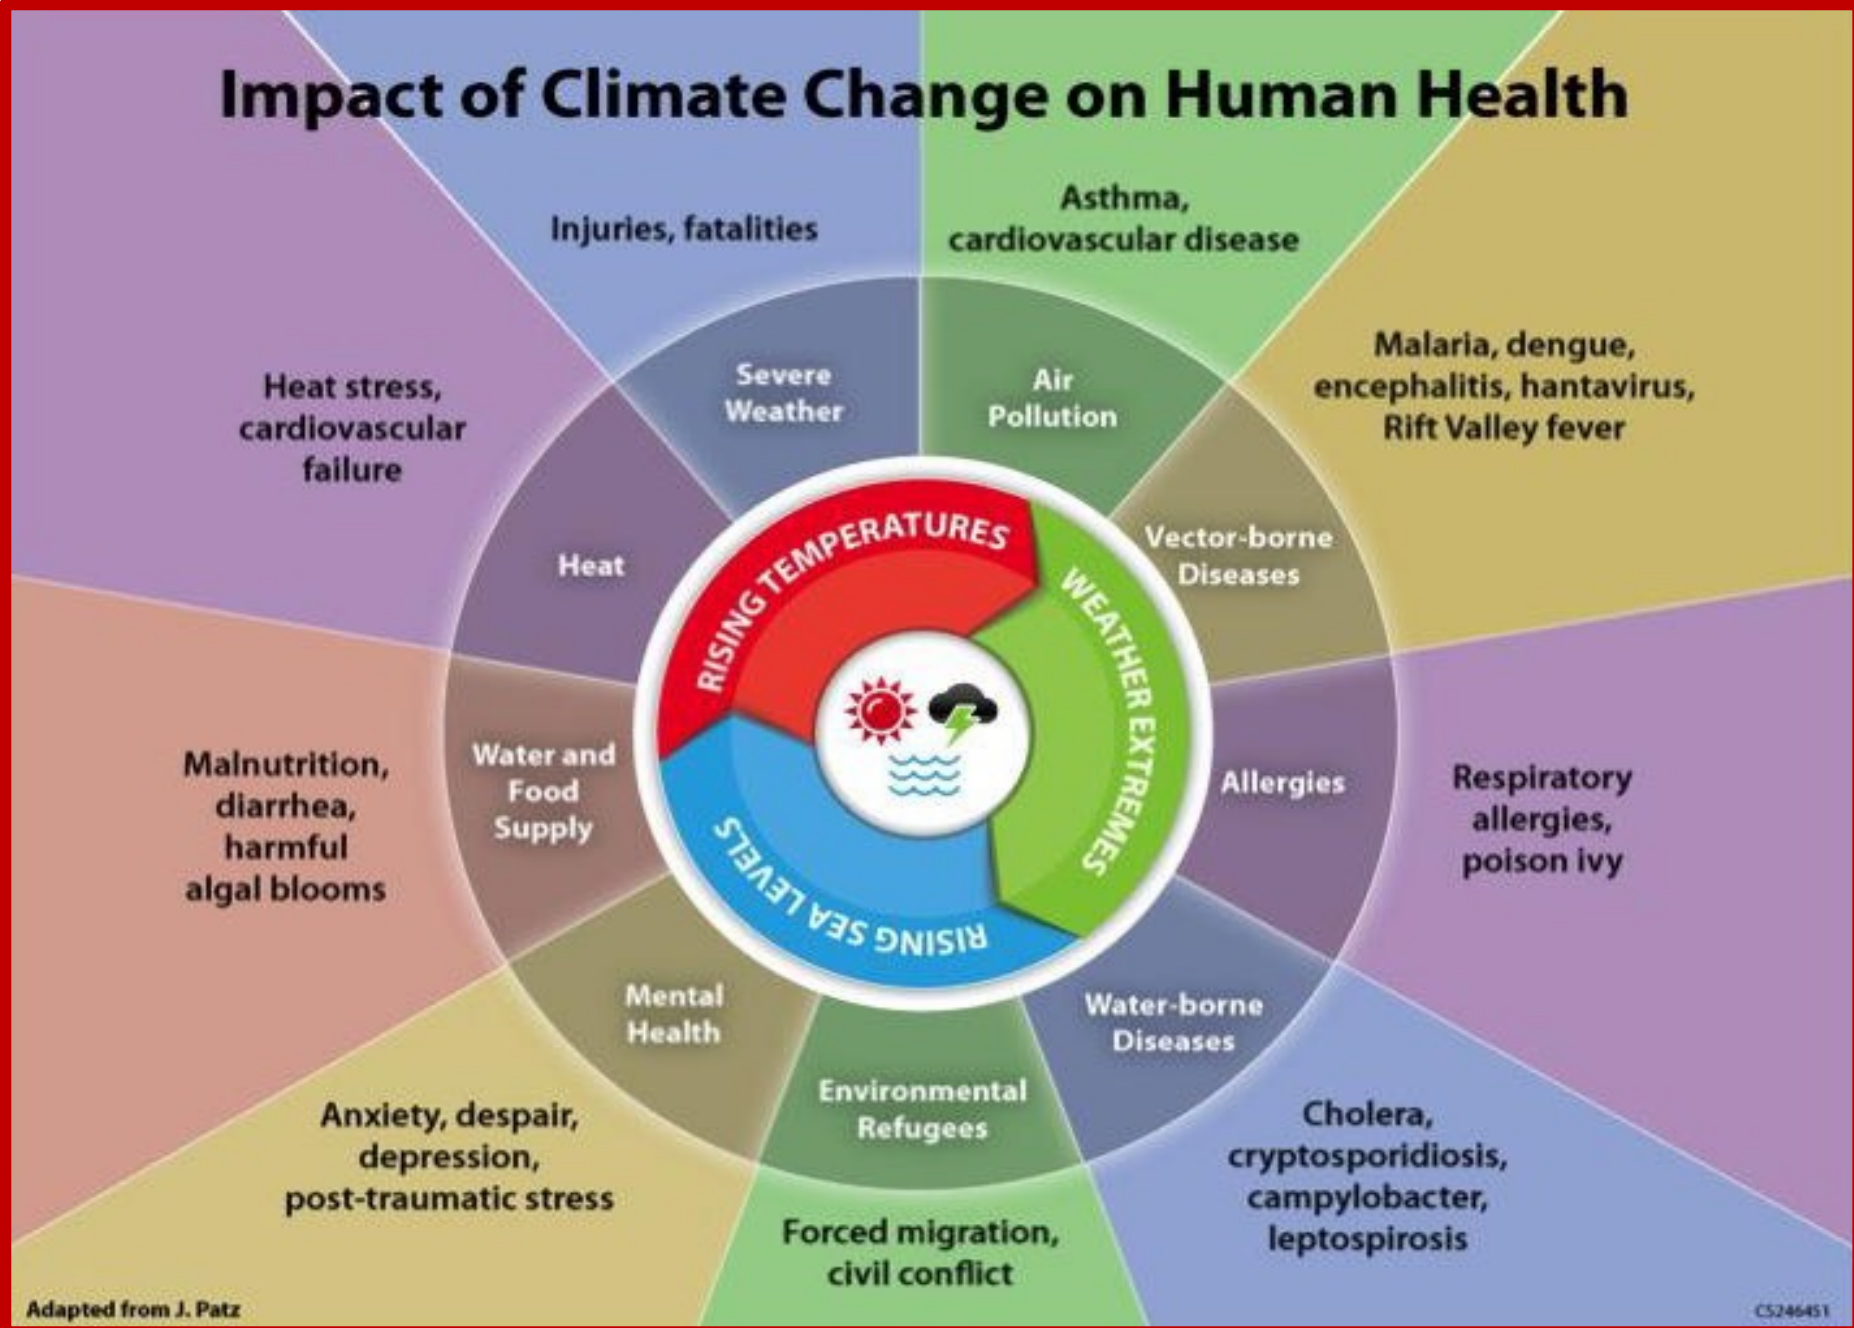 Impact of Climate Change on Human Health
Injuries, fatalities
Asthma,
cardiovascular disease
Heat stress,
cardiovascular
failure
Severe
Weather
Air
Pollution
Malaria, dengue,
encephalitis, hantavirus,
Rift Valley fever
Heat
Vector-borne
Diseases
RISING TEMPERATURES
WEATHER EXTREMES
RISING SEA LEVELS
Malnutrition,
diarrhea,
harmful
algal blooms
Water and
Food
Supply
Allergies
Respiratory
allergies,
poison ivy
Mental
Health
Water-borne
Diseases
Environmental
Refugees
Anxiety, despair,
depression,
post-traumatic stress
Forced migration,
civil conflict
Cholera,
cryptosporidiosis,
campylobacter,
leptospirosis
Adapted from J. Patz
CS246451